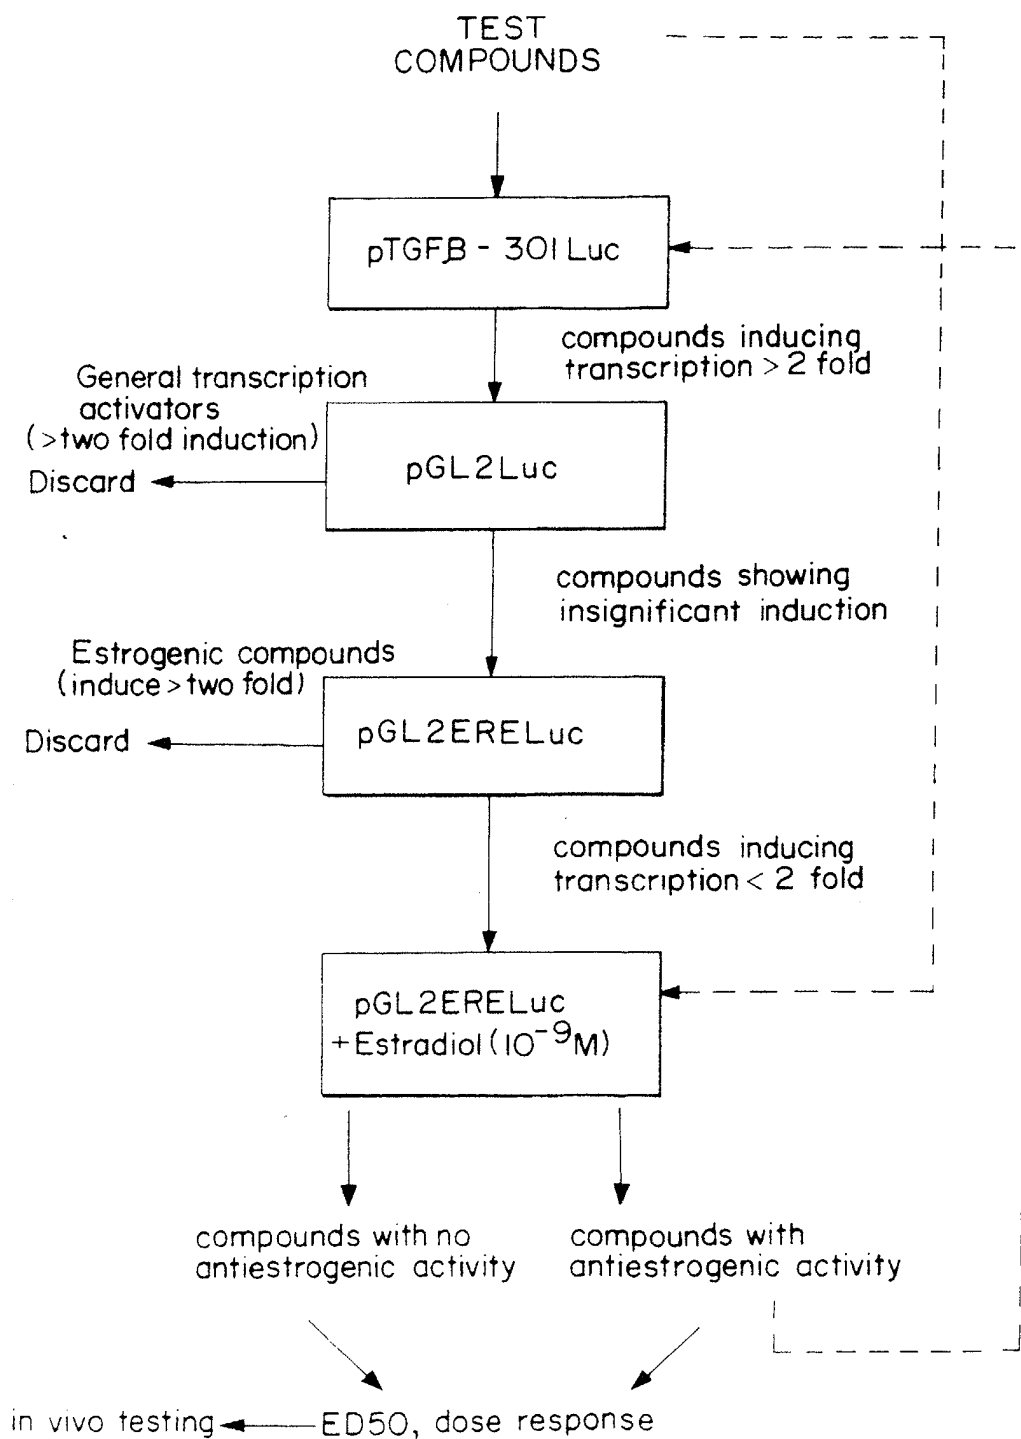 TEST
COMPOUNDS
pTGFβ - 301Luc
compounds inducing
transcription > 2 fold
General transcription
activators
(>two fold induction)
Discard
pGL2Luc
compounds showing
insignificant induction
Estrogenic compounds
(induce >two fold)
Discard
pGL2ERELuc
compounds inducing
transcription < 2 fold
pGL2ERELuc
+Estradiol (10⁻⁹M)
compounds with no
antiestrogenic activity
compounds with
antiestrogenic activity
in vivo testing
ED50, dose response